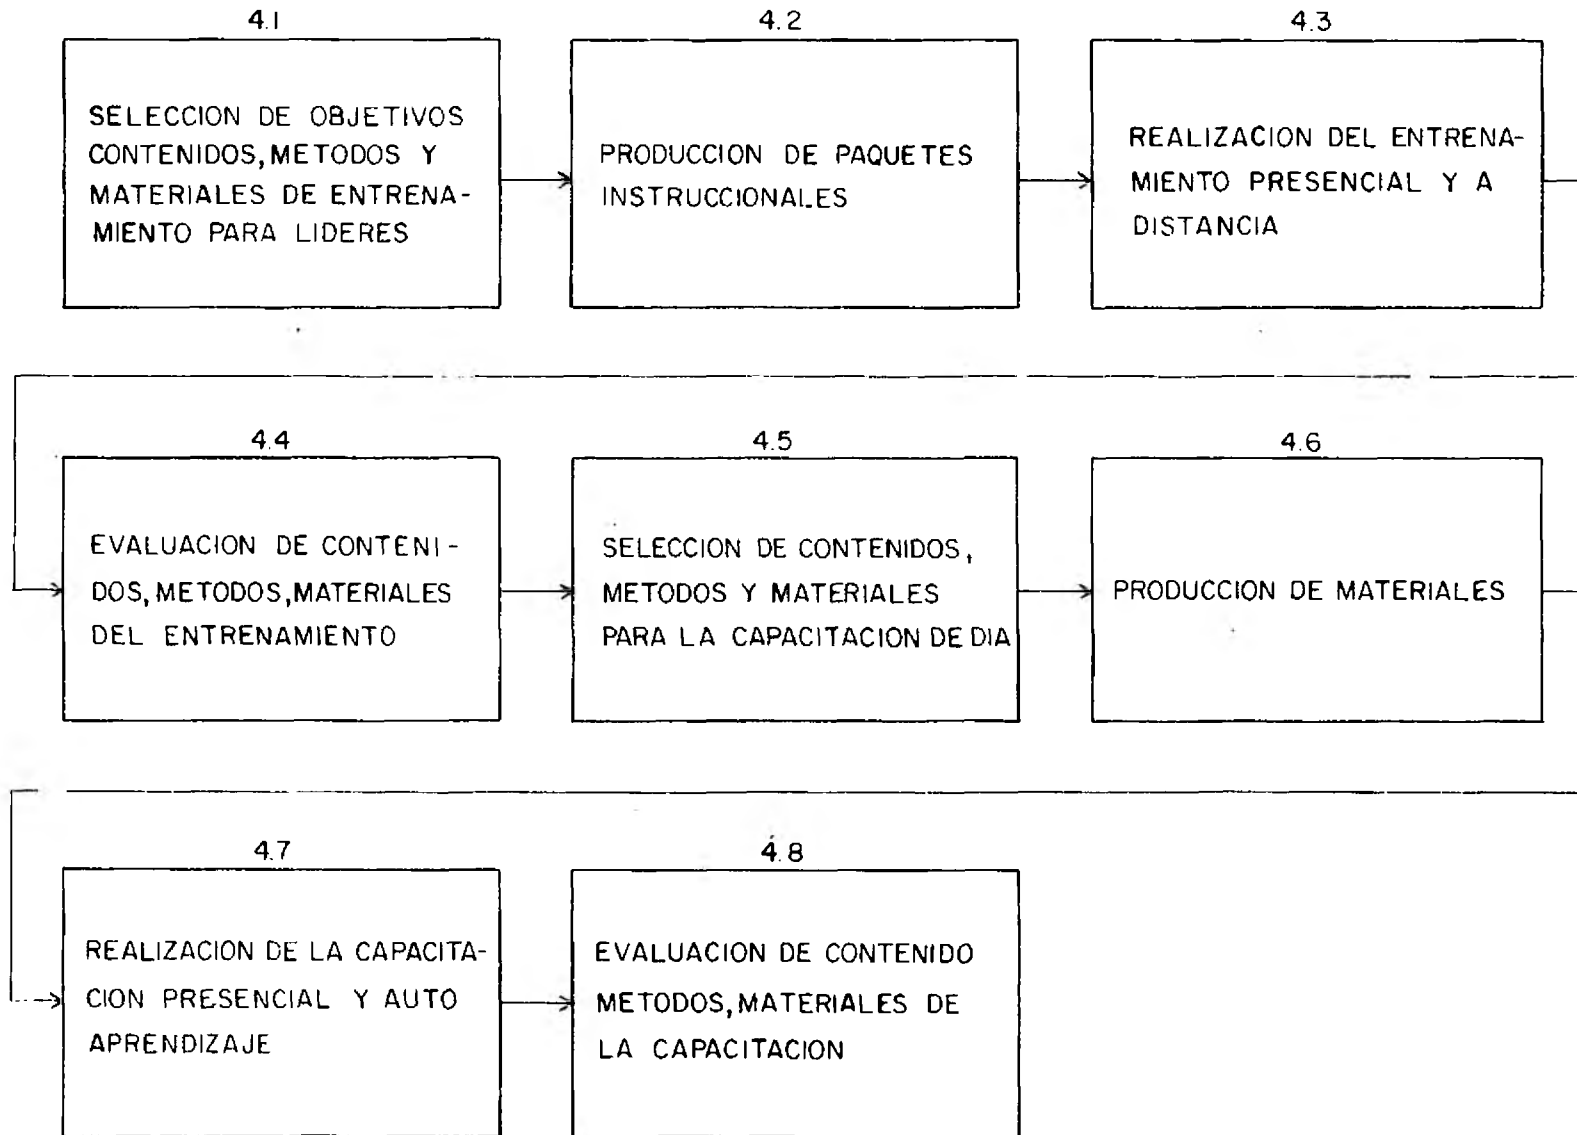 4.1
SELECCION DE OBJETIVOS
CONTENIDOS, METODOS Y
MATERIALES DE ENTRENA-
MIENTO PARA LIDERES
4.2
PRODUCCION DE PAQUETES
INSTRUCCIONALES
4.3
REALIZACION DEL ENTRENA-
MIENTO PRESENCIAL Y A
DISTANCIA
4.4
EVALUACION DE CONTENI-
DOS, METODOS, MATERIALES
DEL ENTRENAMIENTO
4.5
SELECCION DE CONTENIDOS,
METODOS Y MATERIALES
PARA LA CAPACITACION DE DIA
4.6
PRODUCCION DE MATERIALES
4.7
REALIZACION DE LA CAPACITA-
CION PRESENCIAL Y AUTO
APRENDIZAJE
4.8
EVALUACION DE CONTENIDO
METODOS, MATERIALES DE
LA CAPACITACION